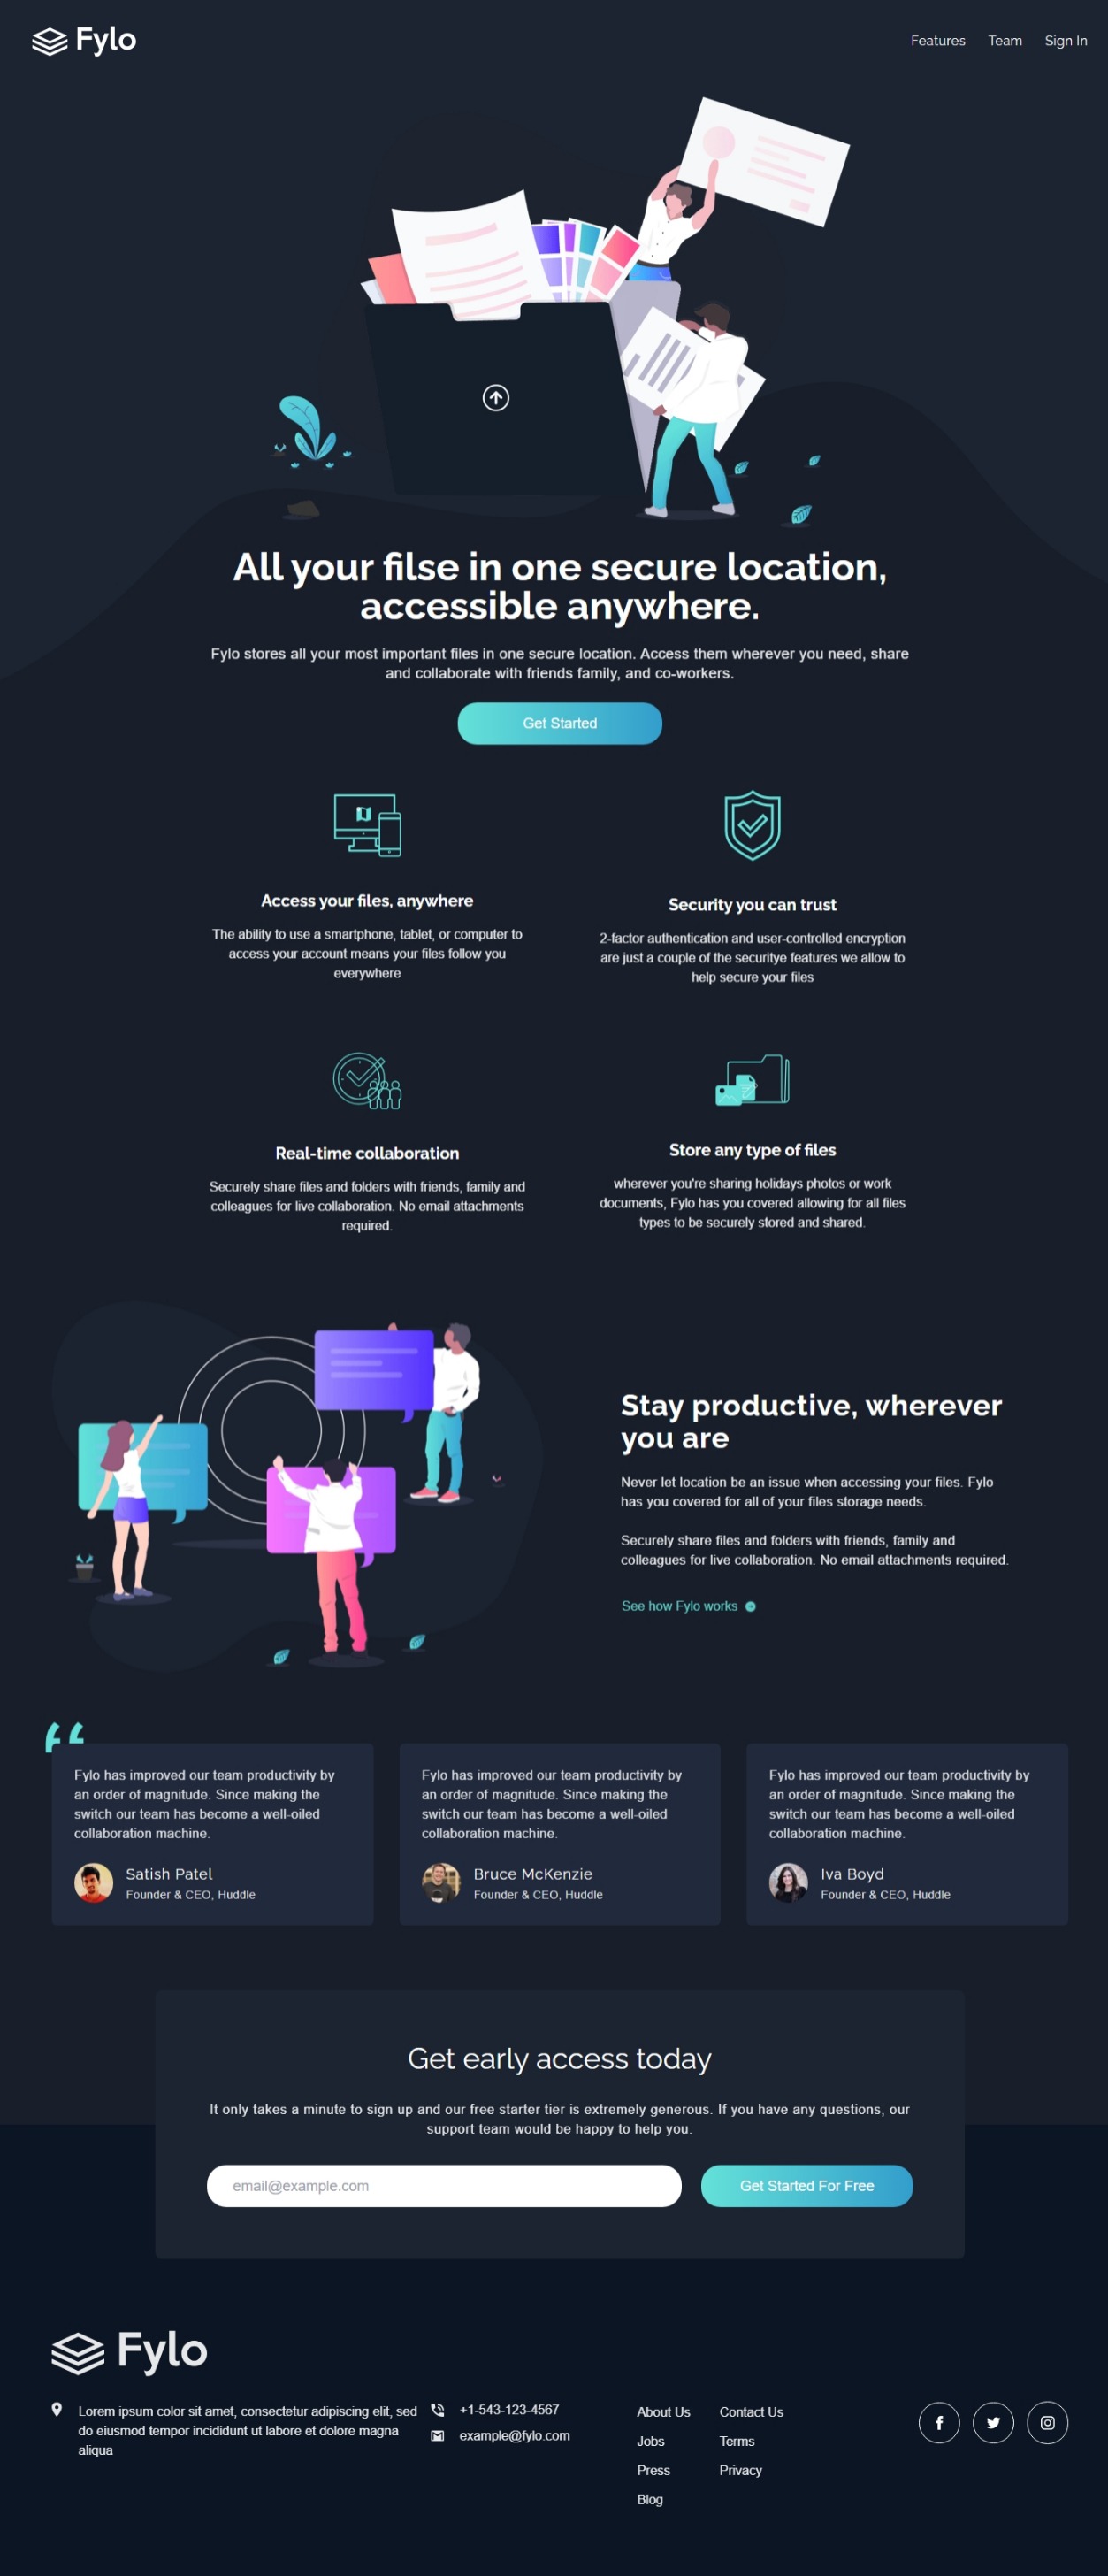 Fylo
Features Team Sign In
All your filse in one secure location,
accessible anywhere.
Fylo stores all your most important files in one secure location. Access them wherever you need, share
and collaborate with friends family, and co-workers.
Get Started
Access your files, anywhere
The ability to use a smartphone, tablet, or computer to
access your account means your files follow you
everywhere
Security you can trust
2-factor authentication and user-controlled encryption
are just a couple of the securitye features we allow to
help secure your files
Real-time collaboration
Securely share files and folders with friends, family and
colleagues for live collaboration. No email attachments
required.
Store any type of files
wherever you're sharing holidays photos or work
documents, Fylo has you covered allowing for all files
types to be securely stored and shared.
Stay productive, wherever
you are
Never let location be an issue when accessing your files. Fylo
has you covered for all of your files storage needs.
Securely share files and folders with friends, family and
colleagues for live collaboration. No email attachments required.
See how Fylo works
Fylo has improved our team productivity by
an order of magnitude. Since making the
switch our team has become a well-oiled
collaboration machine.
Satish Patel
Founder & CEO, Huddle
Fylo has improved our team productivity by
an order of magnitude. Since making the
switch our team has become a well-oiled
collaboration machine.
Bruce McKenzie
Founder & CEO, Huddle
Fylo has improved our team productivity by
an order of magnitude. Since making the
switch our team has become a well-oiled
collaboration machine.
Iva Boyd
Founder & CEO, Huddle
Get early access today
It only takes a minute to sign up and our free starter tier is extremely generous. If you have any questions, our
support team would be happy to help you.
email@example.com
Get Started For Free
Fylo
Lorem ipsum color sit amet, consectetur adipiscing elit, sed
do eiusmod tempor incididunt ut labore et dolore magna
aliqua
+1-543-123-4567
example@fylo.com
About Us
Jobs
Press
Blog
Contact Us
Terms
Privacy